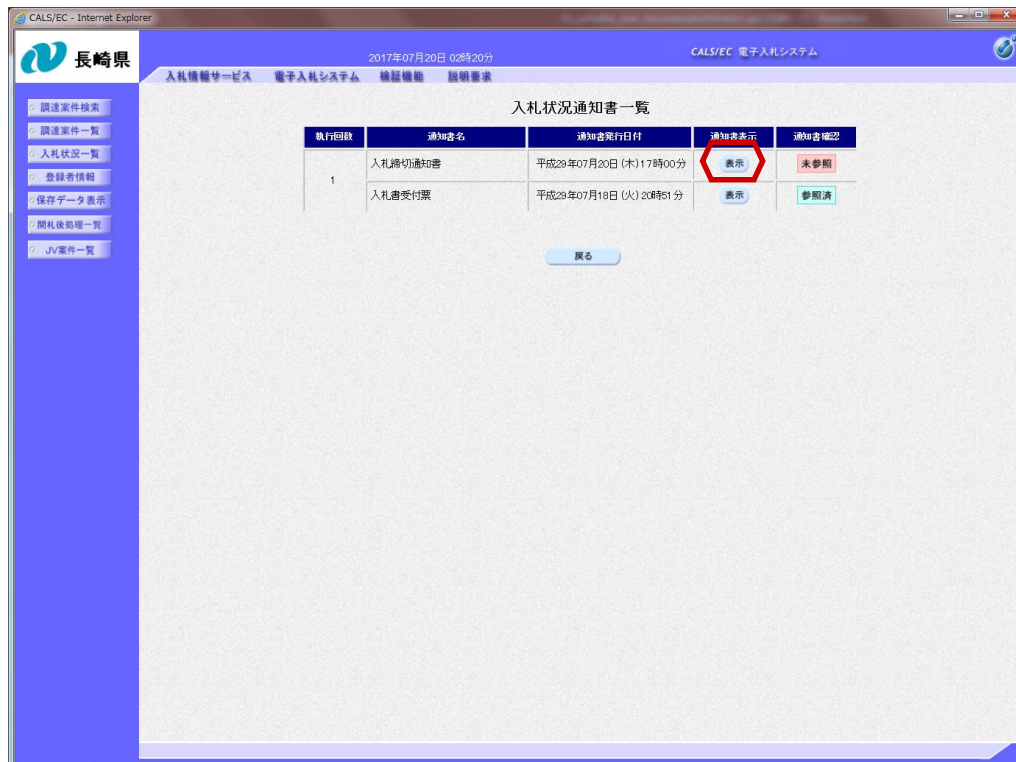 CALS/EC - Internet Explorer
長崎県
2017年07月20日 02時20分
CALS/EC 電子入札システム
入札情報サービス 電子入札システム 検証機能 説明要求
調達案件検索
調達案件一覧
入札状況一覧
登録者情報
保存データ表示
開札後処理一覧
JV案件一覧
入札状況通知書一覧
執行回数 通知書名 通知書発行日付 通知書表示 通知書確認
1
入札締切通知書 平成29年07月20日 (木) 17時00分 表示 未参照
入札書受付票 平成29年07月18日 (火) 20時51分 表示 参照済
戻る